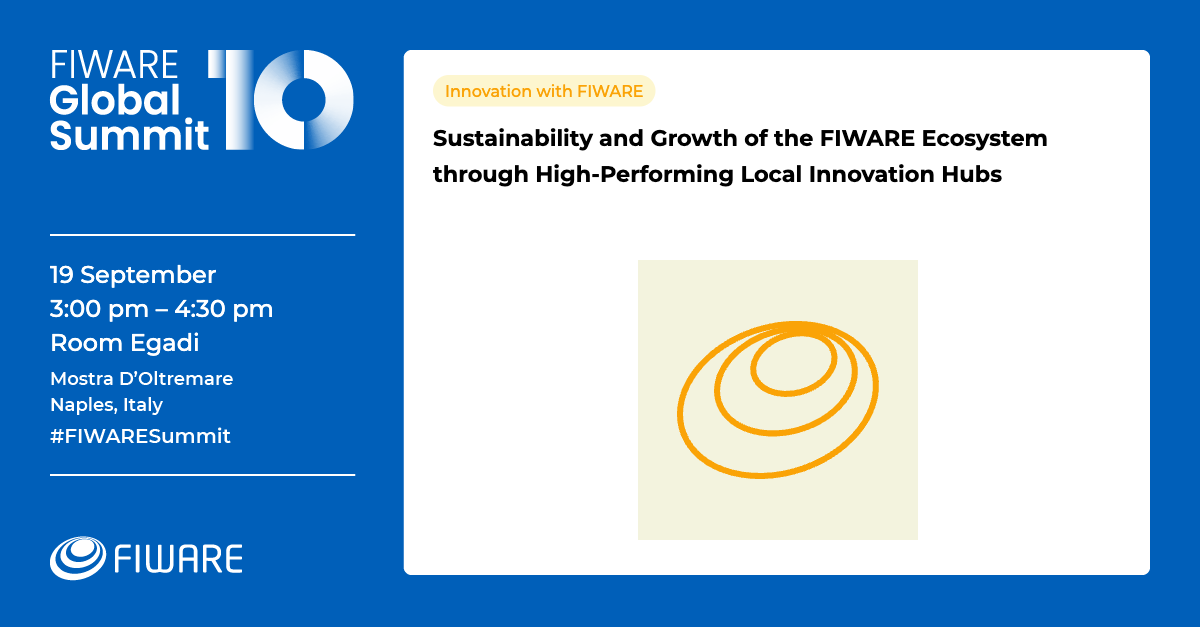 FIWARE
Global
Summit
10
19 September
3:00 pm – 4:30 pm
Room Egadi
Mostra D’Oltremare
Naples, Italy
#FIWARESummit
FIWARE
Innovation with FIWARE
Sustainability and Growth of the FIWARE Ecosystem
through High-Performing Local Innovation Hubs